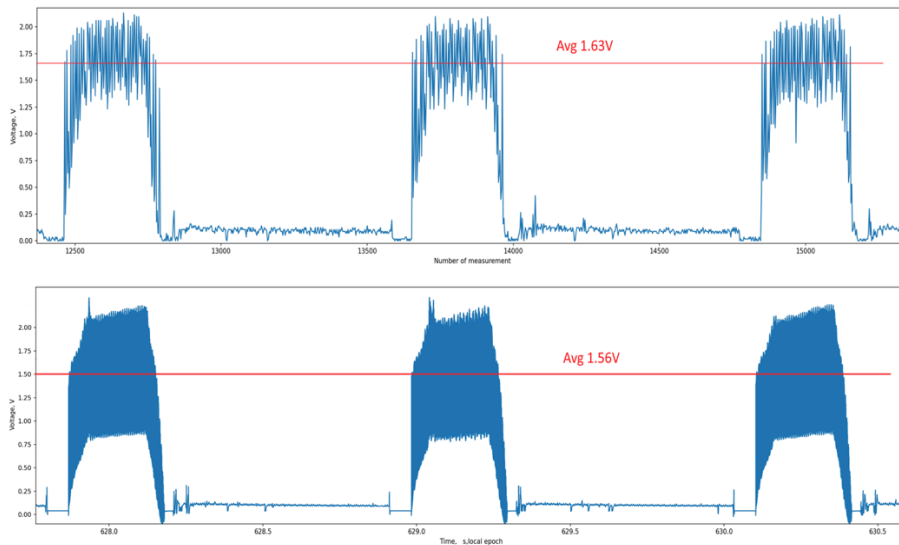 2.00
1.75
1.50
1.25
1.00
0.75
0.50
0.25
0.00
Voltage, V
Avg 1.63V
12500 13000 13500 14000 14500 15000
Number of measurement
2.00
1.75
1.50
1.25
1.00
0.75
0.50
0.25
0.00
Voltage, V
Avg 1.56V
628.0 628.5 629.0 629.5 630.0 630.5
Time, s,local epoch